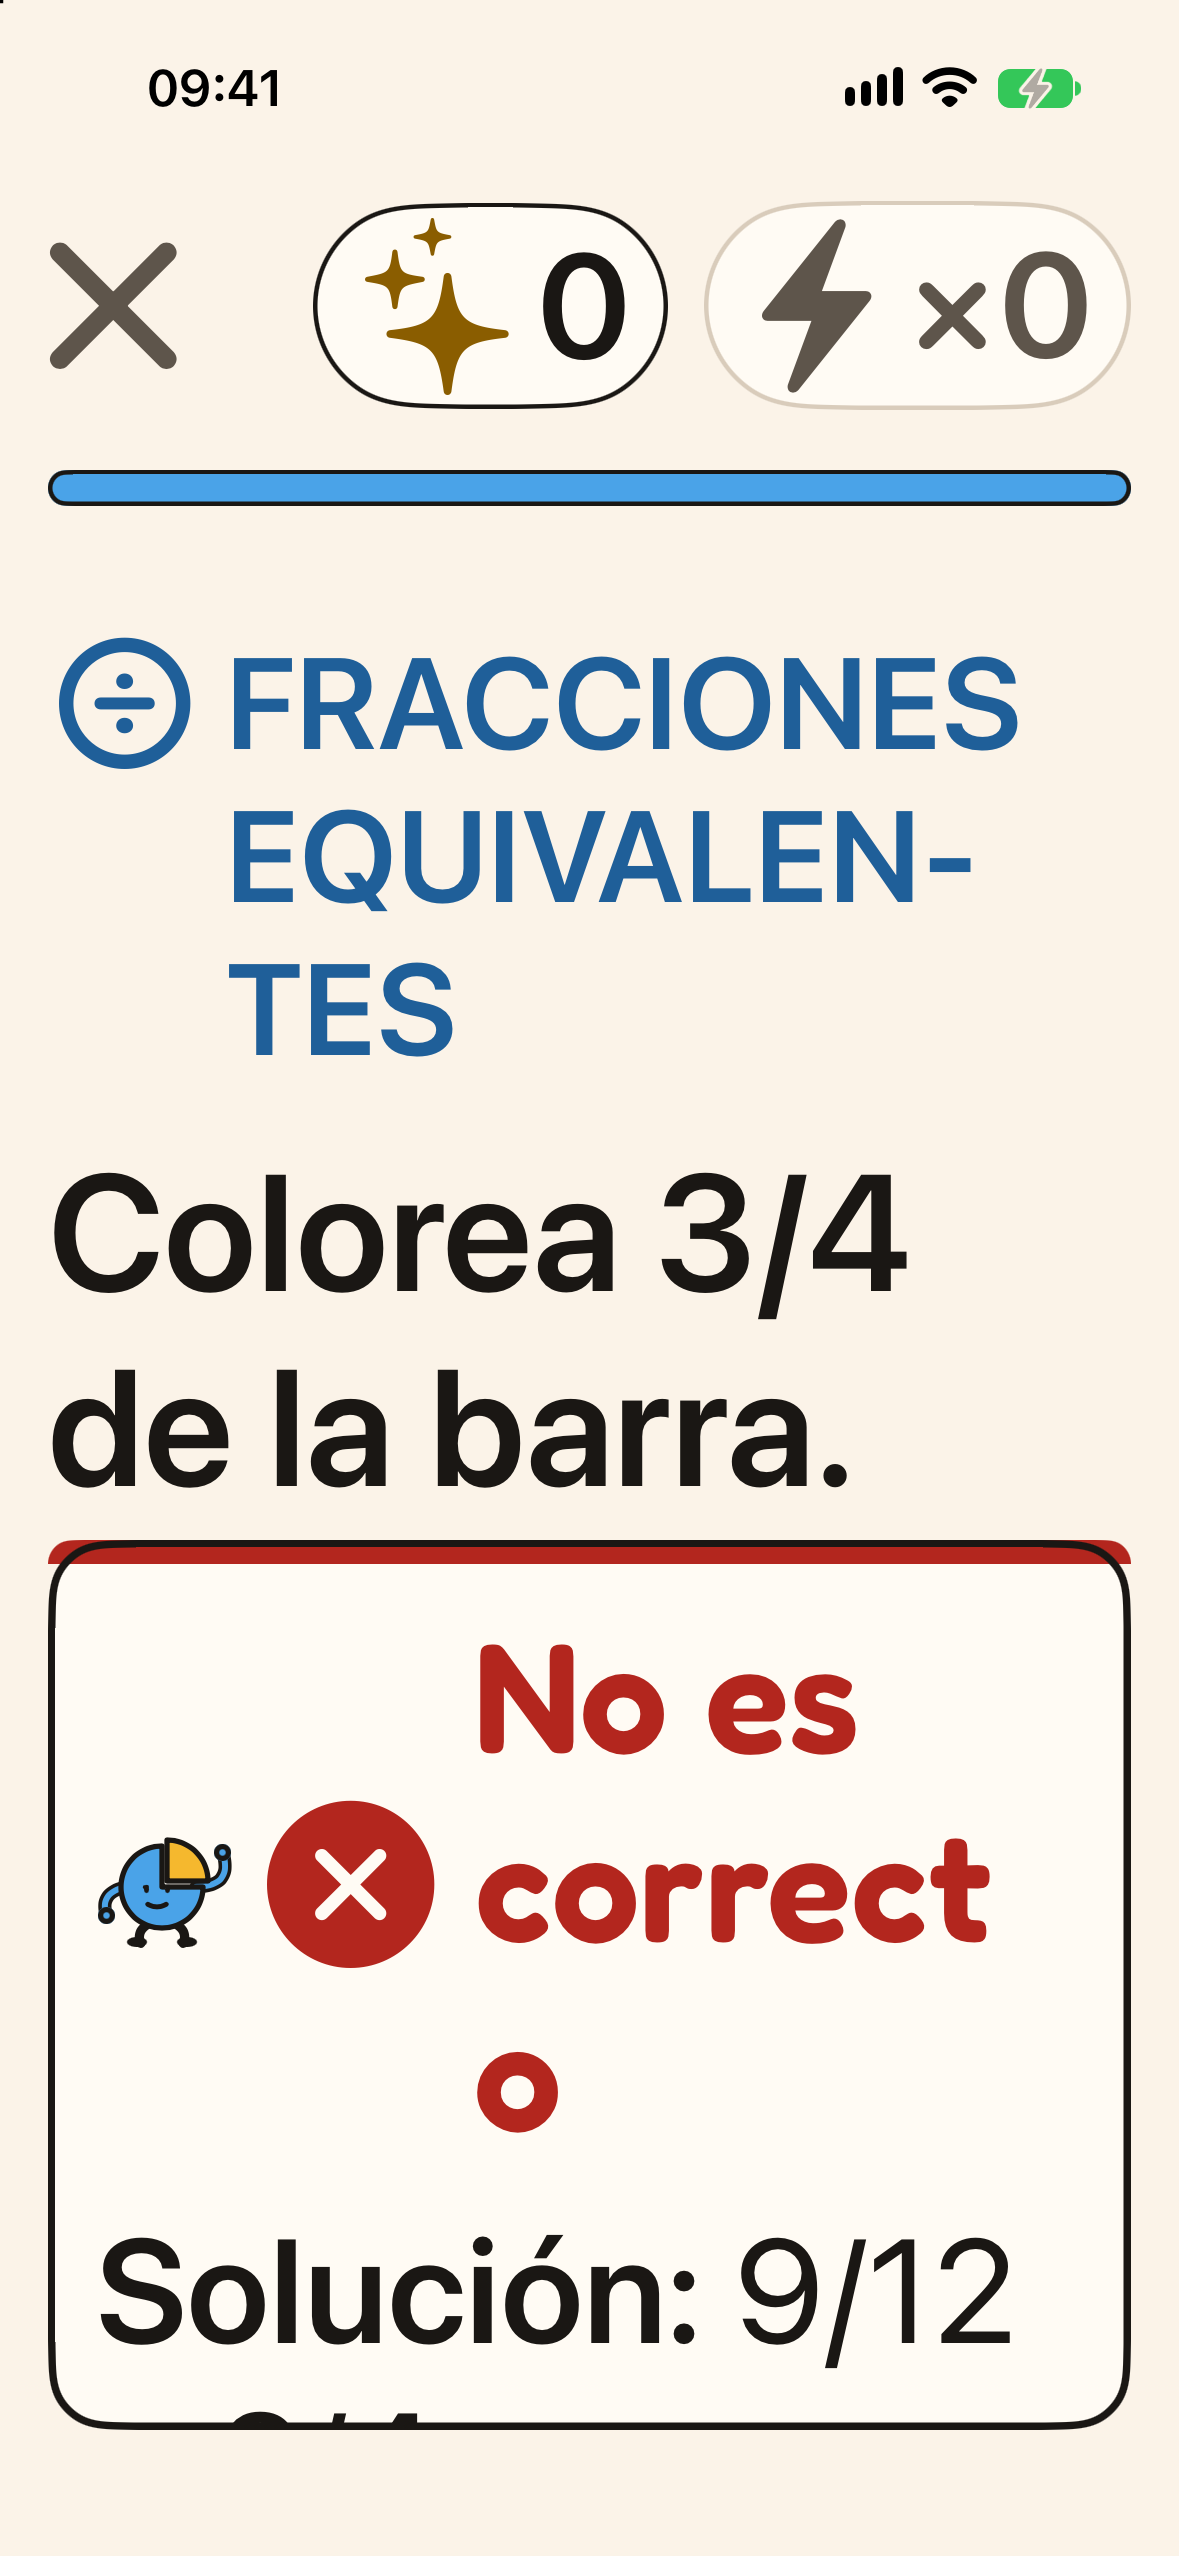 09:41
0
×0
FRACCIONES
EQUIVALEN-
TES
Colorea 3/4
de la barra.
No es
correct
o
Solución: 9/12